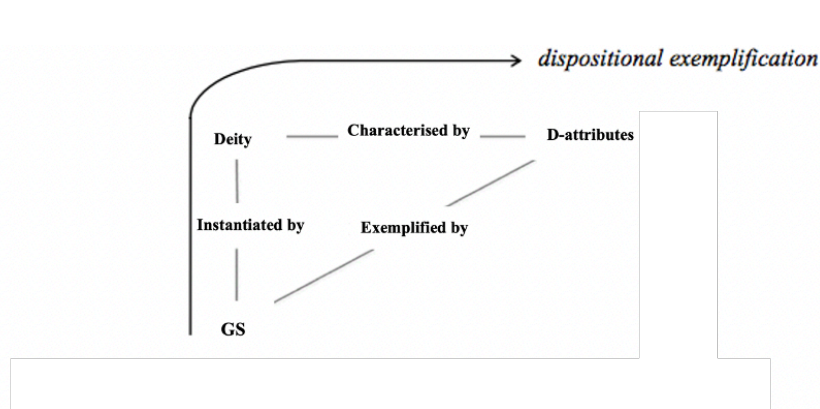 dispositional exemplification
Characterised by
Deity
D-attributes
Instantiated by
Exemplified by
GS